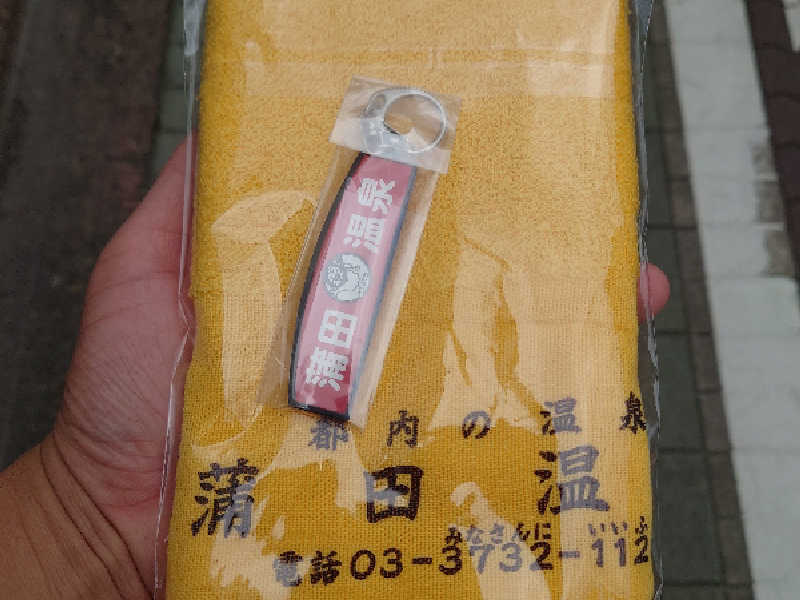 蒲田 温泉
都内の温泉
蒲田温
みなさんに いいふ
電話03-3732-112